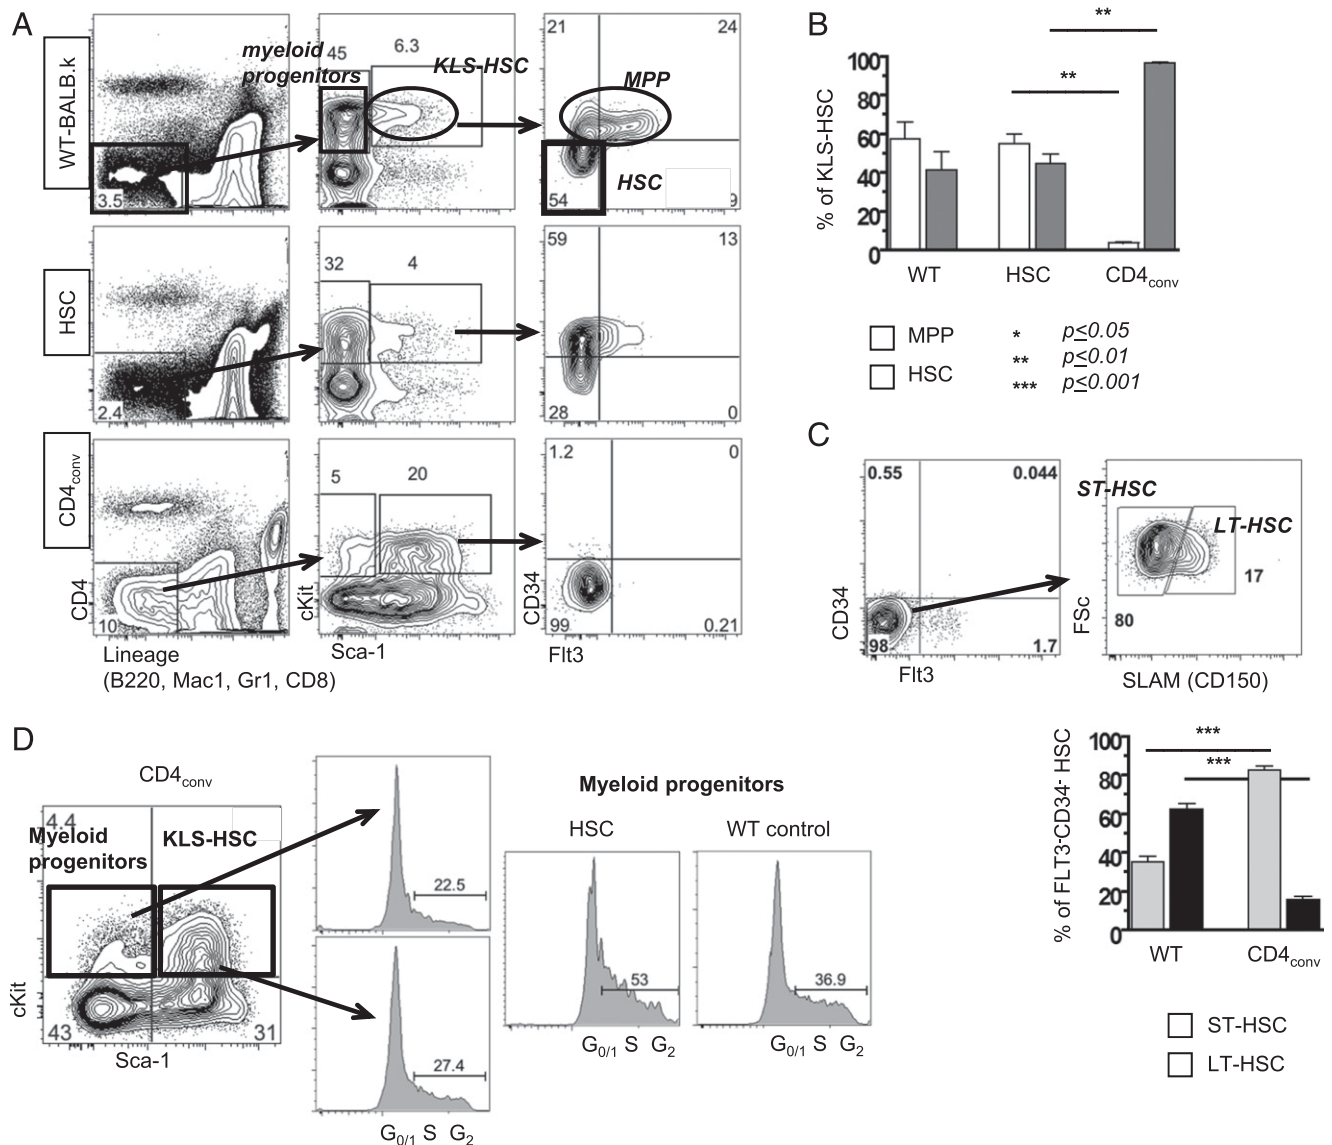 A
WT-BALB.k
3.5
myeloid
progenitors
45
6.3
KLS-HSC
21
24
MPP
HSC
54
9
HSC
2.4
32
4
59
13
28
0
CD4conv
CD4
10
Lineage
(B220, Mac1, Gr1, CD8)
5
20
cKit
Sca-1
1.2
0
CD34
99
0.21
Flt3
B
% of KLS-HSC
100
80
60
40
20
0
**
**
WT
HSC
CD4conv
MPP
HSC
* p≤0.05
** p≤0.01
*** p≤0.001
C
0.55
0.044
CD34
98
1.7
Flt3
ST-HSC
LT-HSC
17
80
FSc
SLAM (CD150)
% of FLT3-CD34- HSC
100
80
60
40
20
0
***
***
WT
CD4conv
ST-HSC
LT-HSC
D
CD4conv
4.4
Myeloid
progenitors
KLS-HSC
cKit
43
31
Sca-1
22.5
27.4
G0/1 S G2
Myeloid progenitors
HSC
WT control
53
36.9
G0/1 S G2
G0/1 S G2